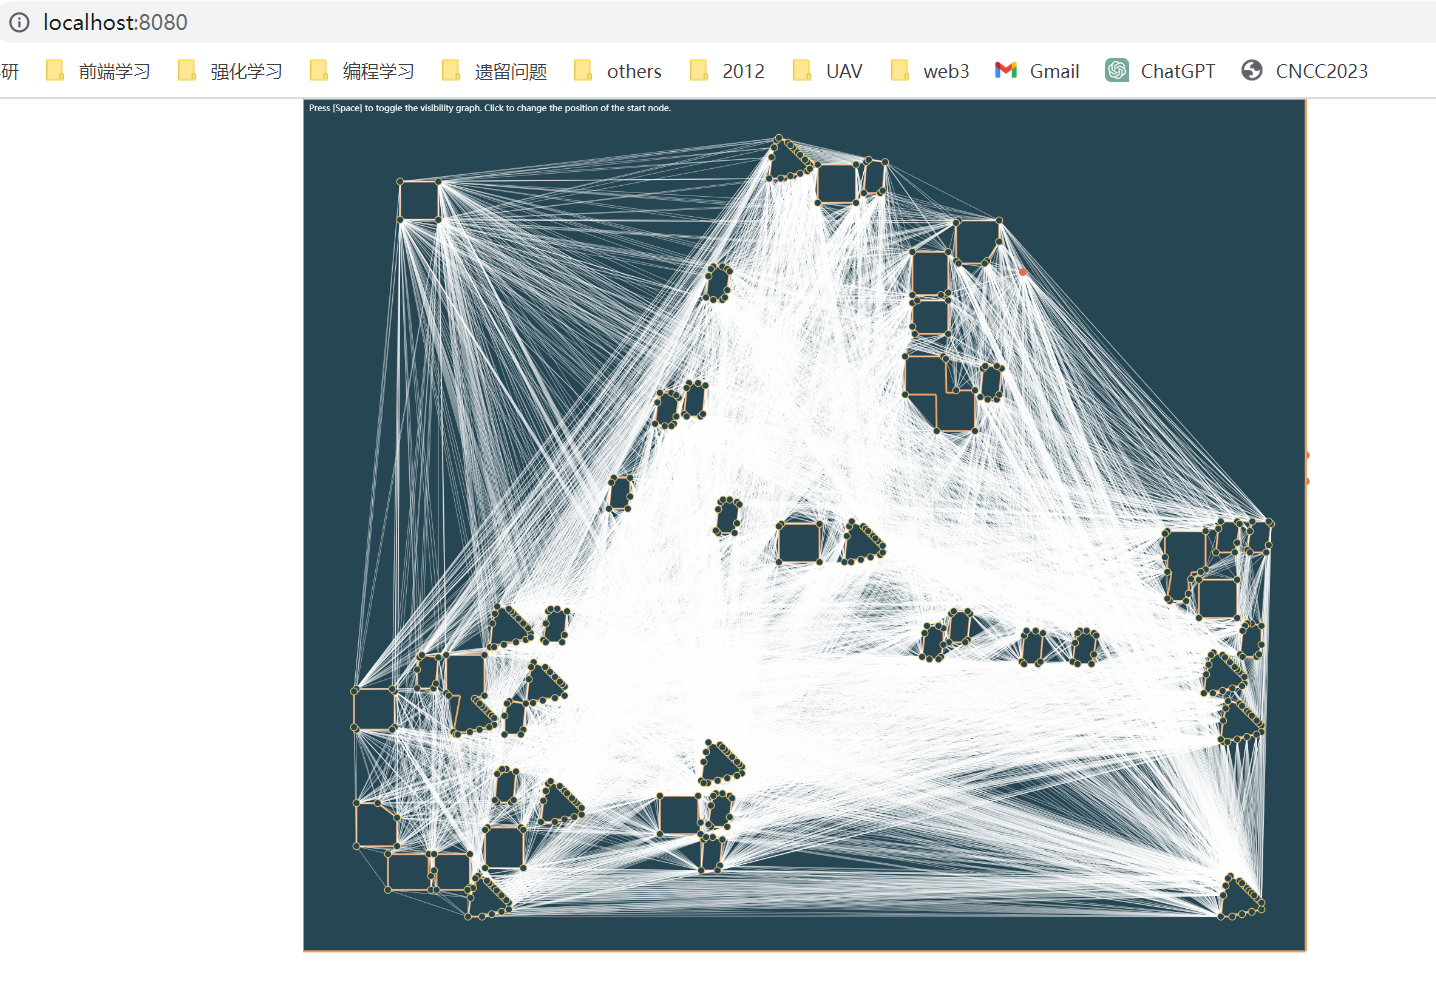 localhost:8080
研 前端学习 强化学习 编程学习 遗留问题 others 2012 UAV web3 Gmail ChatGPT CNCC2023
Press [Space] to toggle the visibility graph. Click to change the position of the start node.